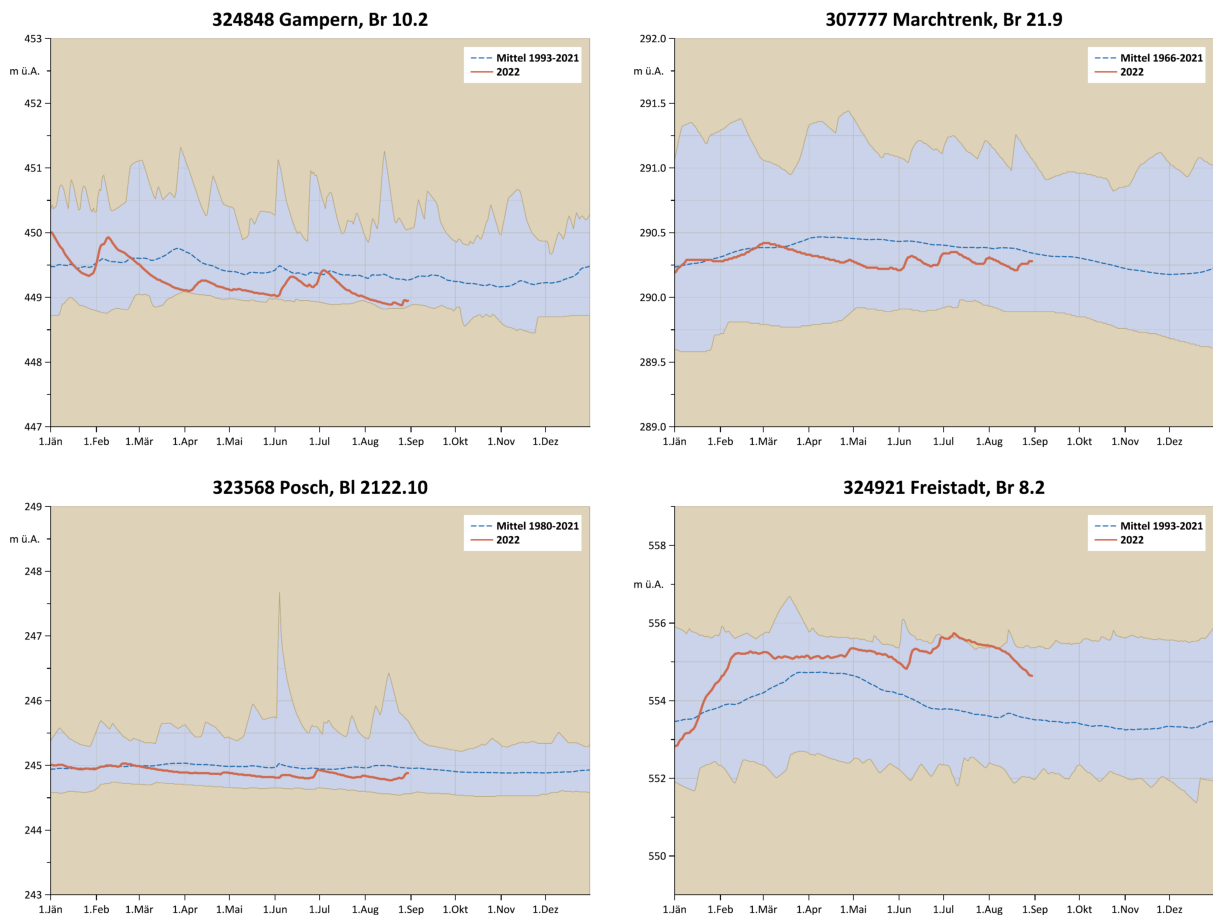 324848 Gampern, Br 10.2
453
m ü.A.
452
451
450
449
448
447
Mittel 1993-2021
2022
1.Jän 1.Feb 1.Mär 1.Apr 1.Mai 1.Jun 1.Jul 1.Aug 1.Sep 1.Okt 1.Nov 1.Dez
307777 Marchtrenk, Br 21.9
292.0
m ü.A.
291.5
291.0
290.5
290.0
289.5
289.0
Mittel 1966-2021
2022
1.Jän 1.Feb 1.Mär 1.Apr 1.Mai 1.Jun 1.Jul 1.Aug 1.Sep 1.Okt 1.Nov 1.Dez
323568 Posch, Bl 2122.10
249
m ü.A.
248
247
246
245
244
243
Mittel 1980-2021
2022
1.Jän 1.Feb 1.Mär 1.Apr 1.Mai 1.Jun 1.Jul 1.Aug 1.Sep 1.Okt 1.Nov 1.Dez
324921 Freistadt, Br 8.2
558
m ü.A.
556
554
552
550
Mittel 1993-2021
2022
1.Jän 1.Feb 1.Mär 1.Apr 1.Mai 1.Jun 1.Jul 1.Aug 1.Sep 1.Okt 1.Nov 1.Dez